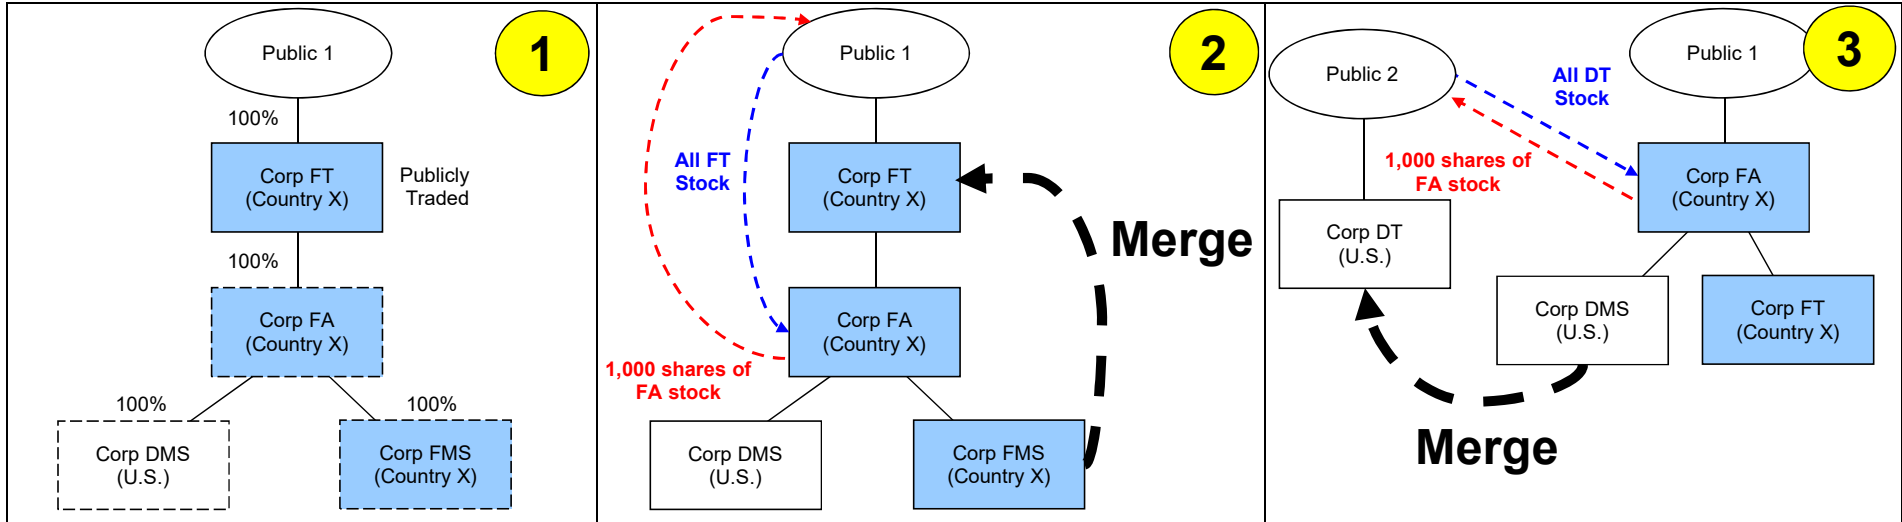 1
Public 1
100%
Corp FT
(Country X)
Publicly
Traded
100%
Corp FA
(Country X)
100%
100%
Corp DMS
(U.S.)
Corp FMS
(Country X)
2
Public 1
All FT
Stock
Corp FT
(Country X)
Merge
Corp FA
(Country X)
1,000 shares of
FA stock
Corp DMS
(U.S.)
Corp FMS
(Country X)
3
Public 2
All DT
Stock
Public 1
1,000 shares of
FA stock
Corp FA
(Country X)
Corp DT
(U.S.)
Corp DMS
(U.S.)
Corp FT
(Country X)
Merge